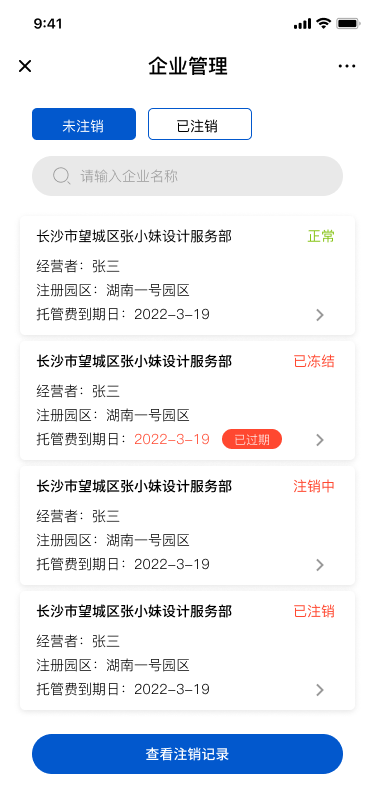 9:41
企业管理
未注销
已注销
请输入企业名称
长沙市望城区张小妹设计服务部 正常
经营者：张三
注册园区：湖南一号园区
托管费到期日：2022-3-19
长沙市望城区张小妹设计服务部 已冻结
经营者：张三
注册园区：湖南一号园区
托管费到期日：2022-3-19 已过期
长沙市望城区张小妹设计服务部 注销中
经营者：张三
注册园区：湖南一号园区
托管费到期日：2022-3-19
长沙市望城区张小妹设计服务部 已注销
经营者：张三
注册园区：湖南一号园区
托管费到期日：2022-3-19
查看注销记录